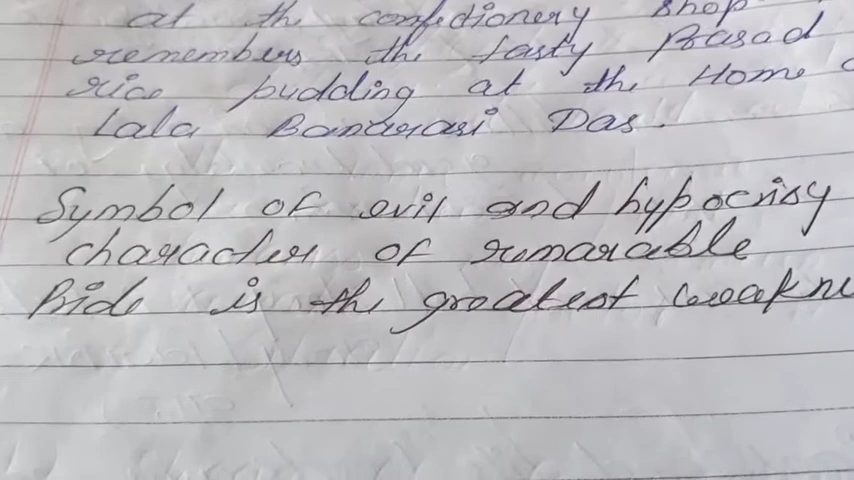 at the confectionery shop
remembers the tasty Prasad
rice pudding at the Home
Lala Banarasi Das.
Symbol of evil and hypocrisy
character of remarable
Pride is the greatest weakne